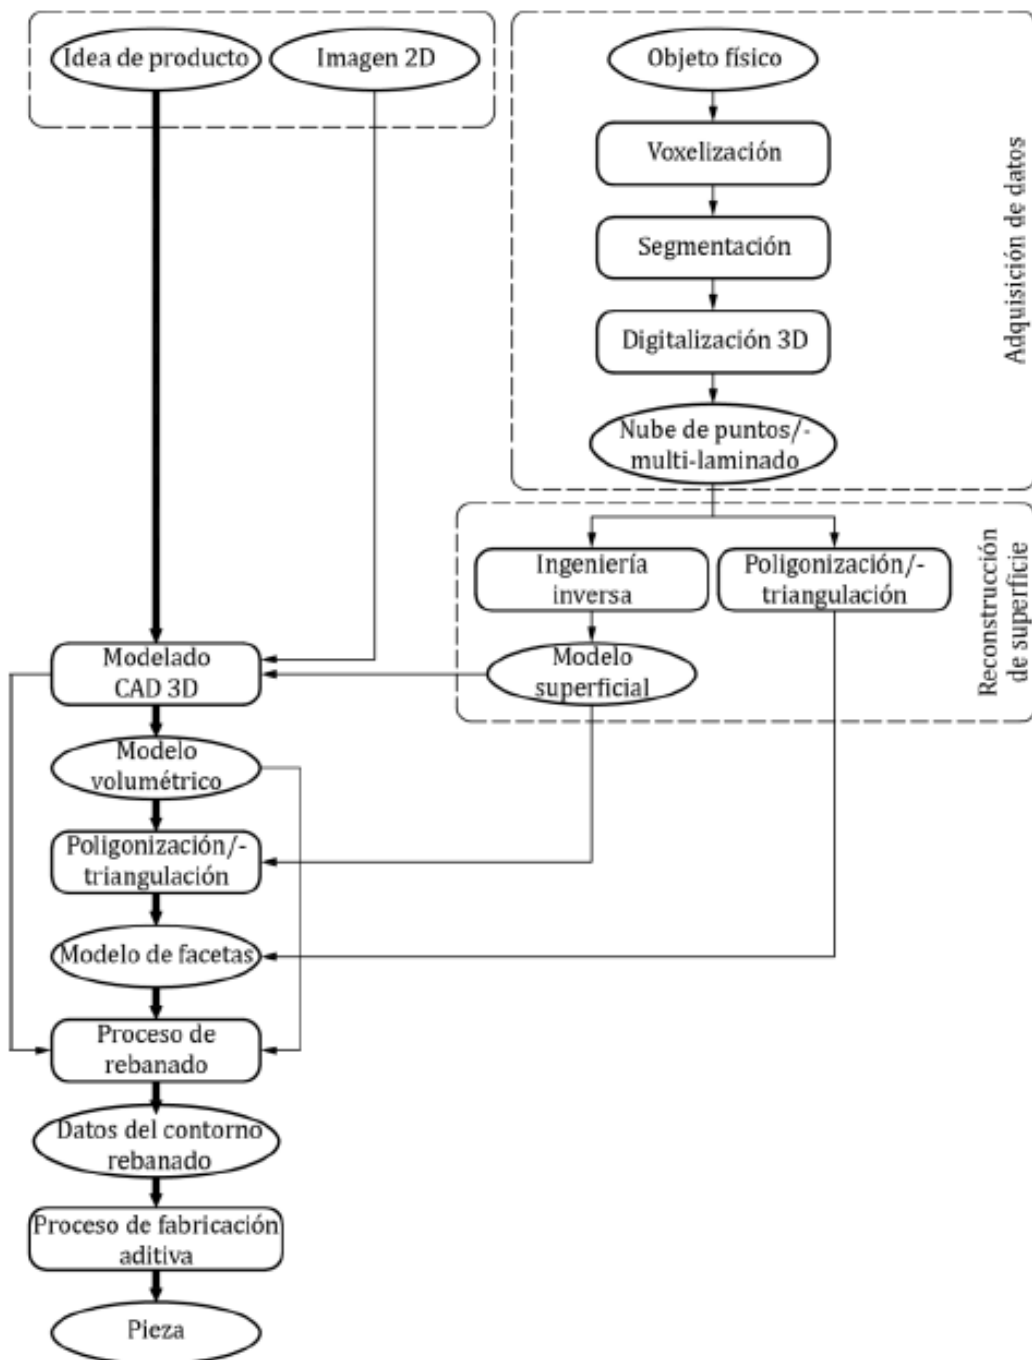 Idea de producto
Imagen 2D
Objeto físico
Voxelización
Segmentación
Digitalización 3D
Nube de puntos/-
multi-laminado
Adquisición de datos
Ingeniería
inversa
Poligonización/-
triangulación
Modelo
superficial
Reconstrucción
de superficie
Modelado
CAD 3D
Modelo
volumétrico
Poligonización/-
triangulación
Modelo de facetas
Proceso de
rebanado
Datos del contorno
rebanado
Proceso de fabricación
aditiva
Pieza